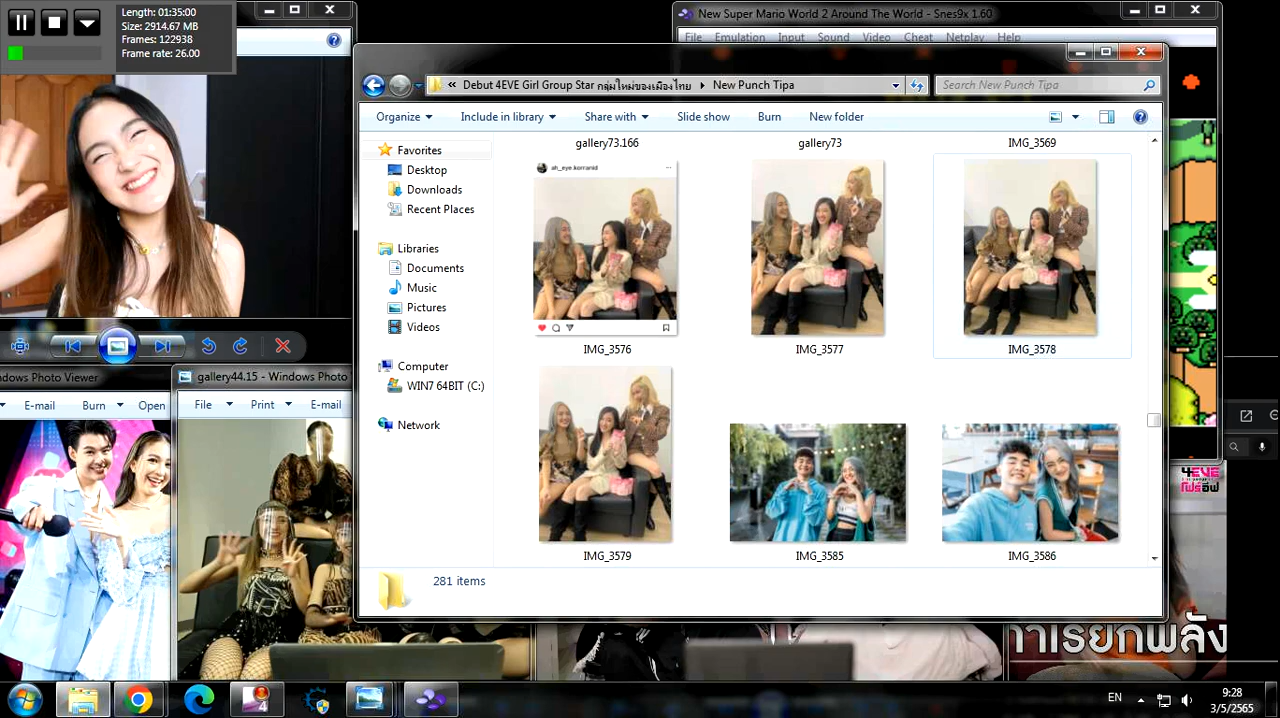 Length: 01:35:00
Size: 2914.67 MB
Frames: 122938
Frame rate: 26.00
New Super Mario World 2 Around The World - Snes9x 1.60
File Emulation Input Sound Video Cheat Netplay Help
« Debut 4EVE Girl Group Star กลุ่มใหม่ของเมืองไทย New Punch Tipa
Search New Punch Tipa
Organize Include in library Share with Slide show Burn New folder
Favorites
Desktop
Downloads
Recent Places
Libraries
Documents
Music
Pictures
Videos
Computer
WIN7 64BIT (C:)
Network
gallery73.166
gallery73
IMG_3569
ah_eye.korranid
IMG_3576
IMG_3577
IMG_3578
IMG_3579
IMG_3585
IMG_3586
281 items
dows Photo Viewer
E-mail Burn Open
gallery44.15 - Windows Photo
File Print E-mail
4EVE
4
EN
9:28
3/5/2565